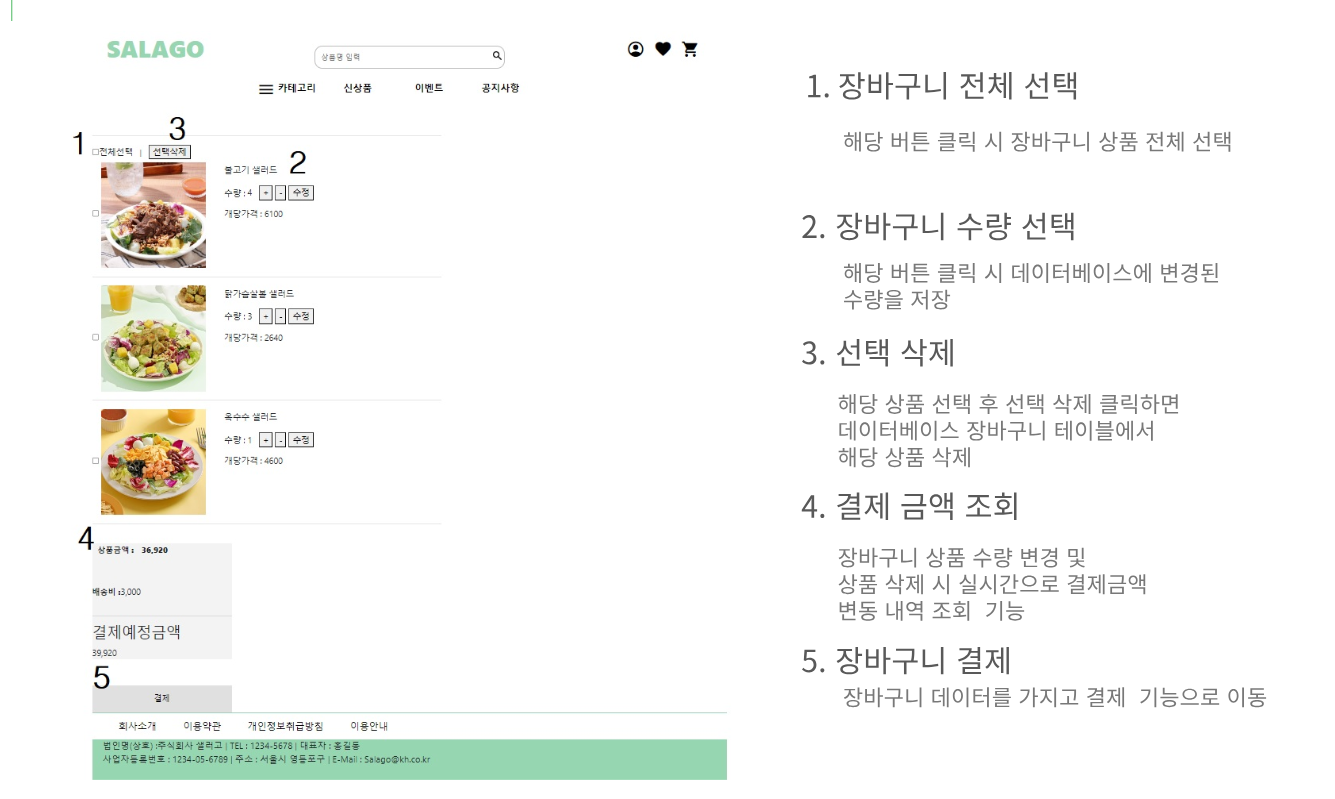 SALAGO
상품명 입력
카테고리 신상품 이벤트 공지사항
1
3
□전체선택 | 선택삭제
2
불고기 샐러드
수량 : 4 + - 수정
개당가격 : 6100
닭가슴살볼 샐러드
수량 : 3 + - 수정
개당가격 : 2640
옥수수 샐러드
수량 : 1 + - 수정
개당가격 : 4600
4
상품금액 : 36,920
배송비 :3,000
결제예정금액
39,920
5
결제
회사소개 이용약관 개인정보취급방침 이용안내
법인명(상호) :주식회사 샐러고 | TEL : 1234-5678 | 대표자 : 홍길동
사업자등록번호 : 1234-05-6789 | 주소 : 서울시 영등포구 | E-Mail : Salago@kh.co.kr
1. 장바구니 전체 선택
해당 버튼 클릭 시 장바구니 상품 전체 선택
2. 장바구니 수량 선택
해당 버튼 클릭 시 데이터베이스에 변경된
수량을 저장
3. 선택 삭제
해당 상품 선택 후 선택 삭제 클릭하면
데이터베이스 장바구니 테이블에서
해당 상품 삭제
4. 결제 금액 조회
장바구니 상품 수량 변경 및
상품 삭제 시 실시간으로 결제금액
변동 내역 조회 기능
5. 장바구니 결제
장바구니 데이터를 가지고 결제 기능으로 이동